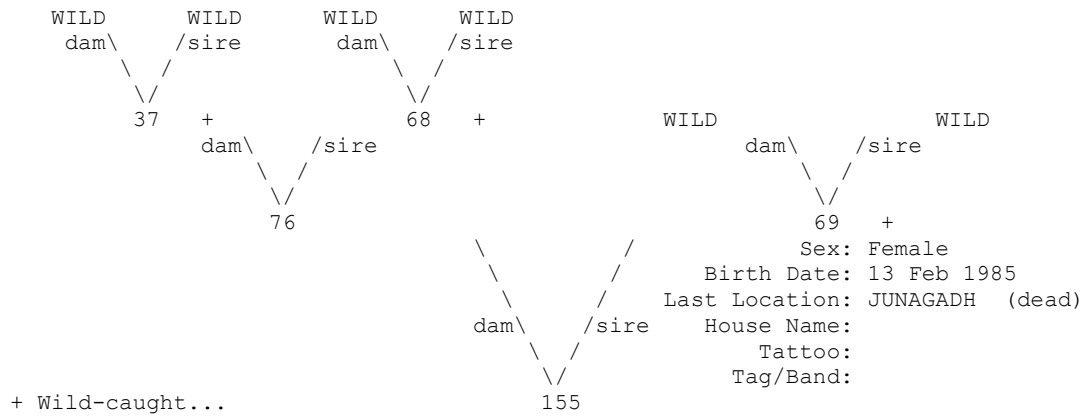 WILD WILD WILD WILD
dam\ /sire dam\ /sire
\ / \ /
\/ \/
37 + 68 + WILD WILD
dam\ /sire dam\ /sire
\ / \ /
\/ \/
76 69 +
\ / Sex: Female
\ / Birth Date: 13 Feb 1985
\ / Last Location: JUNAGADH (dead)
dam\ /sire House Name:
\ / Tattoo:
\/ Tag/Band:
+ Wild-caught... 155